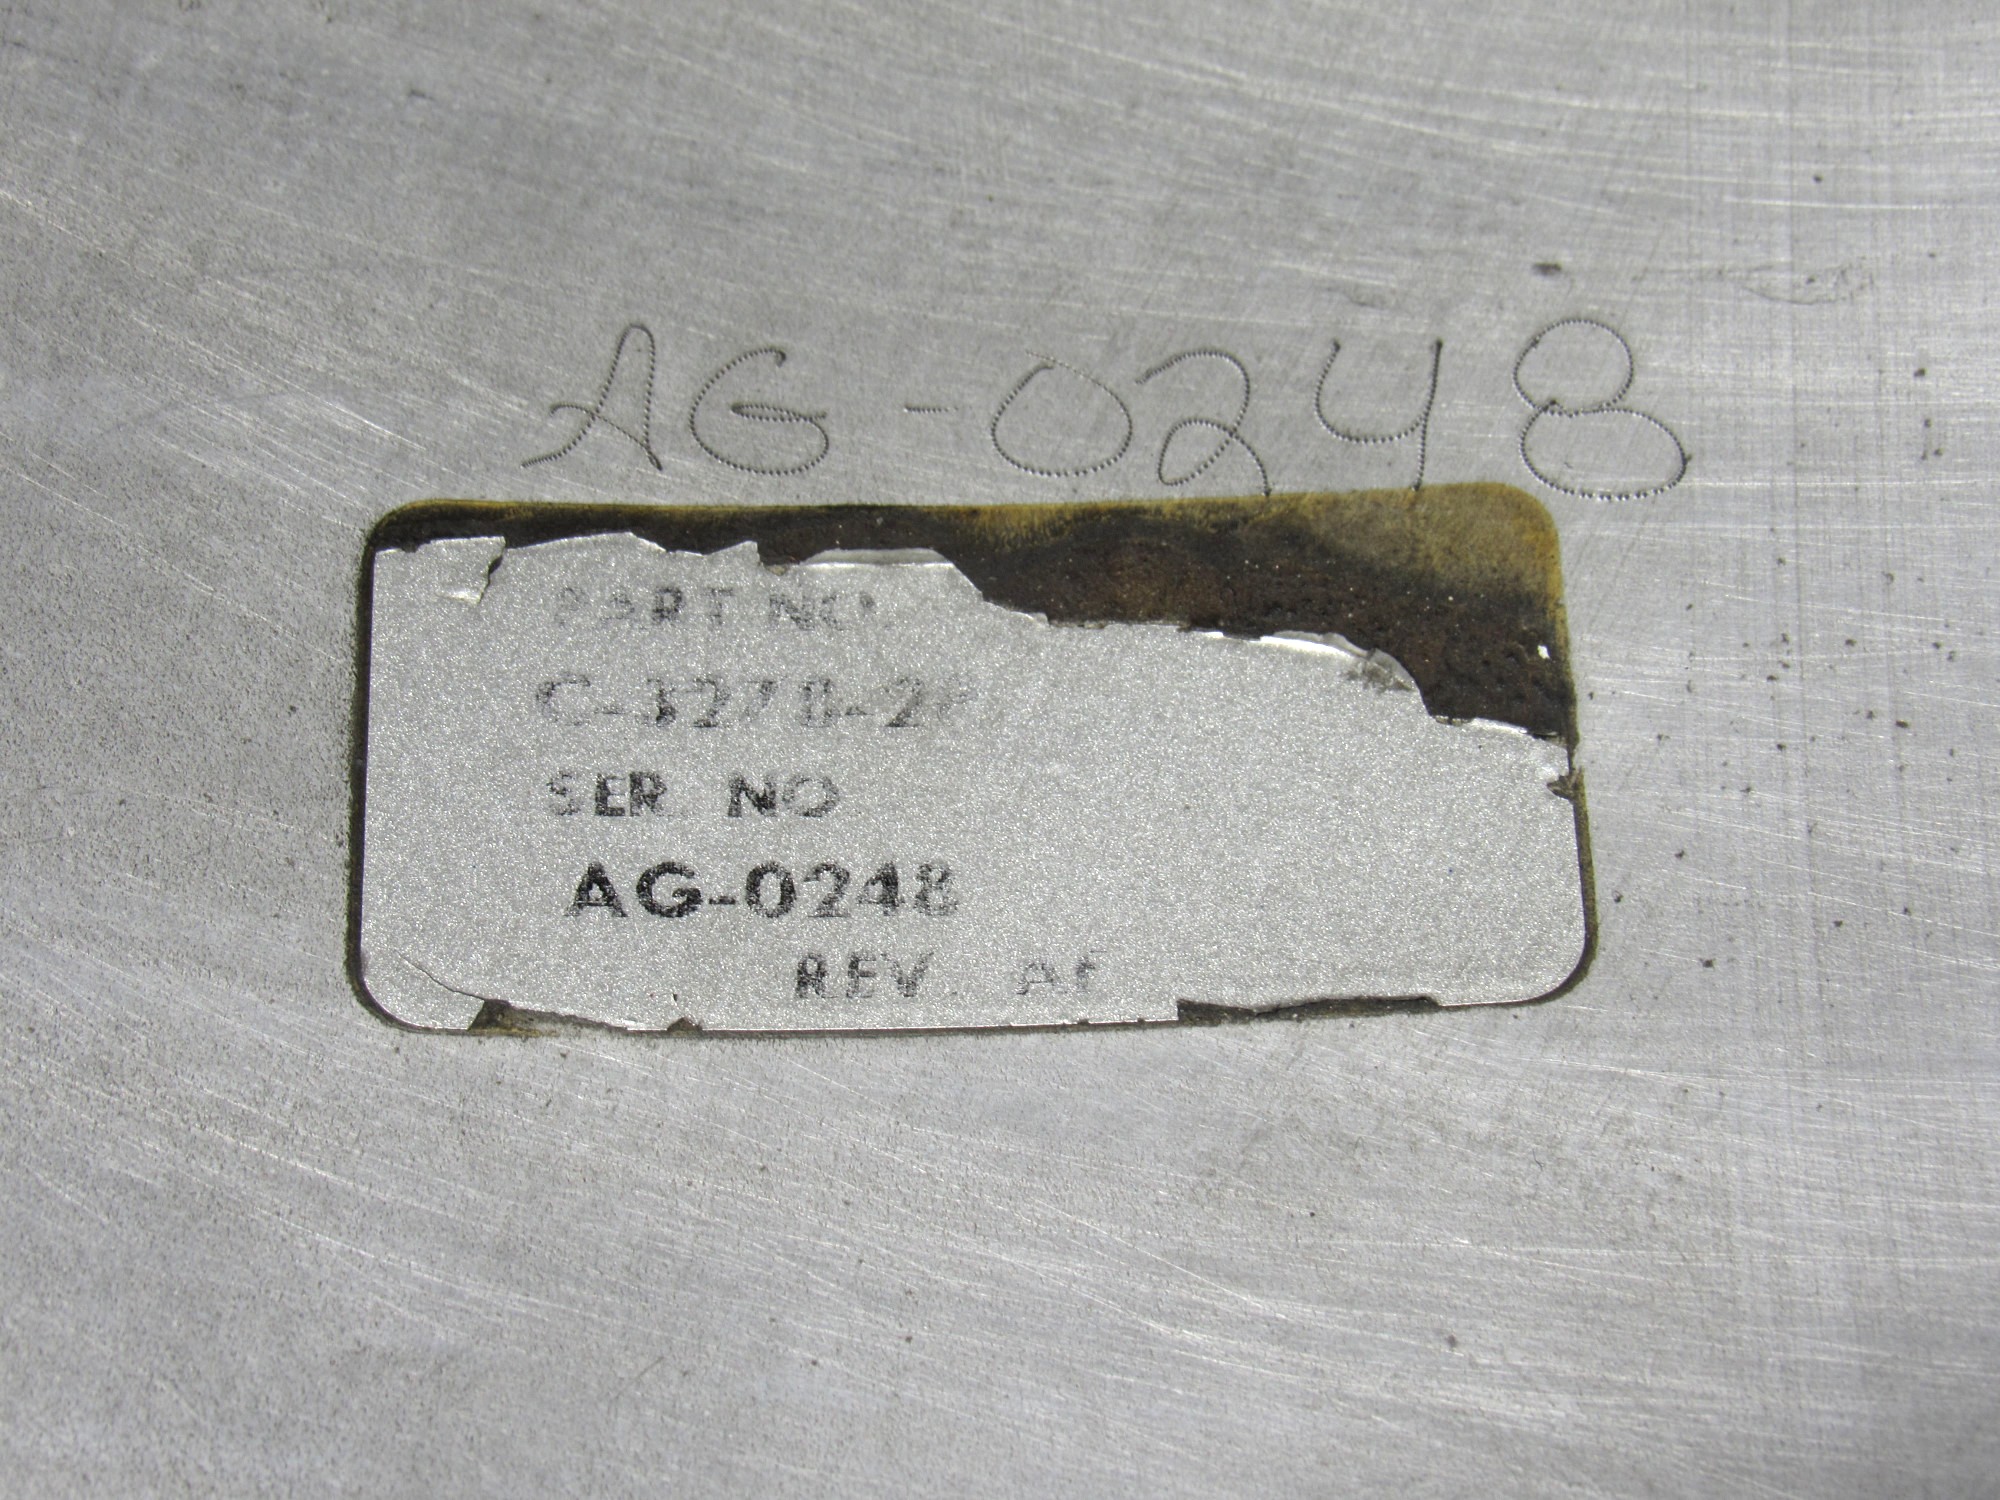 AG-0248
PART NO.
SER NO
AG-0248
REV.